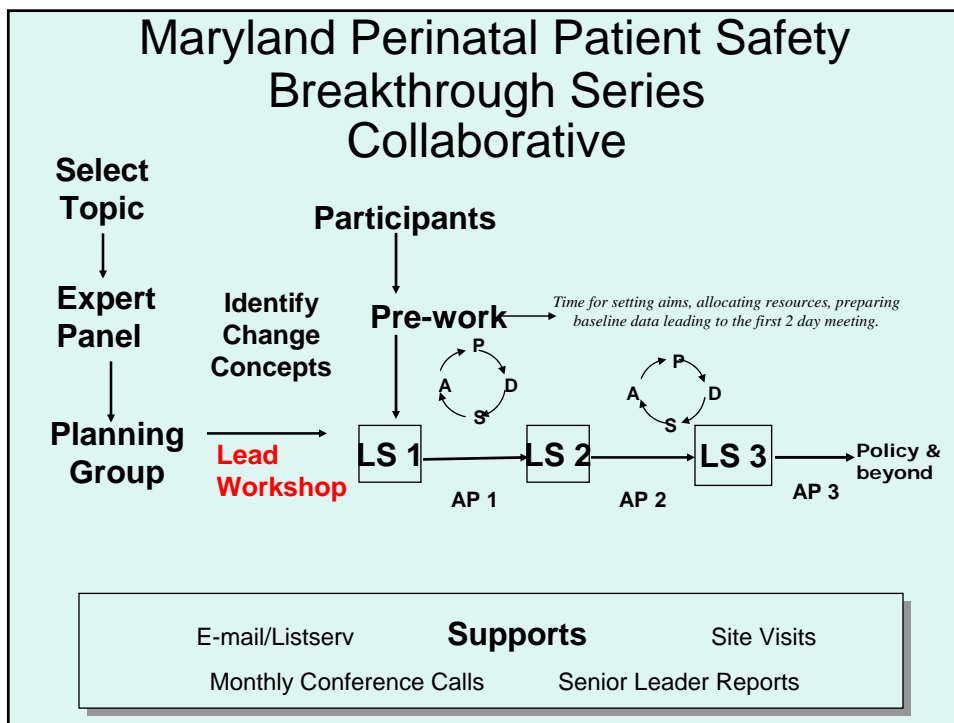 Maryland Perinatal Patient Safety
Breakthrough Series
Collaborative
Select
Topic
Participants
Expert
Panel
Identify
Change
Concepts
Pre-work
Time for setting aims, allocating resources, preparing
baseline data leading to the first 2 day meeting.
P
A
D
S
P
A
D
S
Planning
Group
Lead
Workshop
LS 1
LS 2
LS 3
Policy &
beyond
AP 1
AP 2
AP 3
E-mail/Listserv
Supports
Site Visits
Monthly Conference Calls
Senior Leader Reports